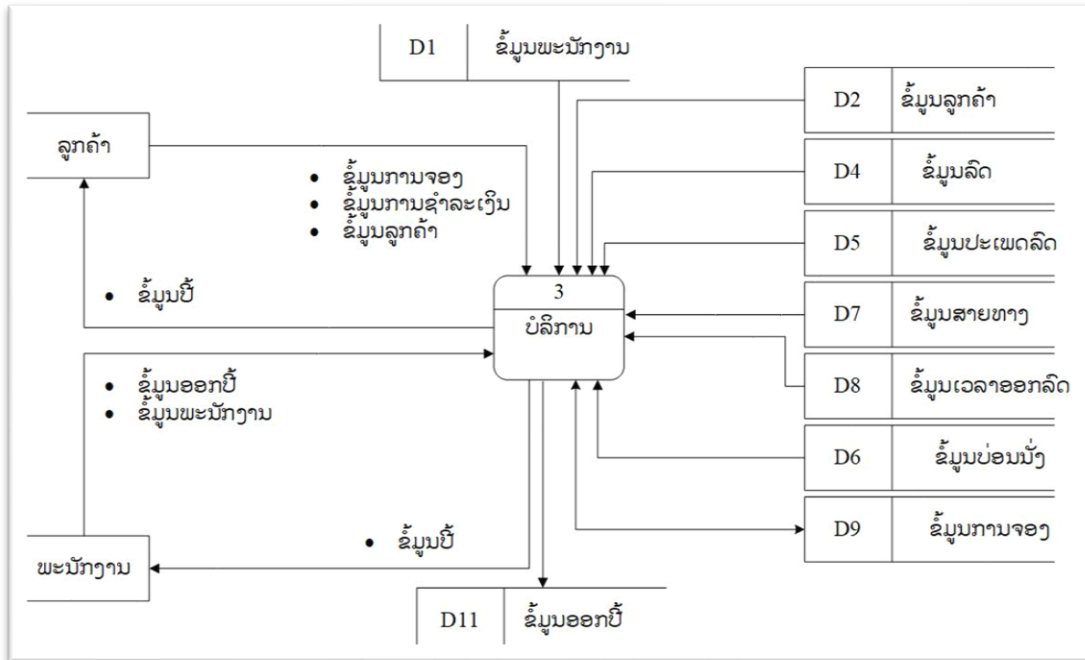 D1 ຂໍ້ມູນພະນັກງານ
D2 ຂໍ້ມູນລູກຄ້າ
ລູກຄ້າ
D4 ຂໍ້ມູນລົດ
• ຂໍ້ມູນການຈອງ
• ຂໍ້ມູນການຊຳລະເງິນ
• ຂໍ້ມູນລູກຄ້າ
D5 ຂໍ້ມູນປະເພດລົດ
• ຂໍ້ມູນປີ້
3
ບໍລິການ
D7 ຂໍ້ມູນສາຍທາງ
• ຂໍ້ມູນອອກປີ້
• ຂໍ້ມູນພະນັກງານ
D8 ຂໍ້ມູນເວລາອອກລົດ
D6 ຂໍ້ມູນບ່ອນນັ່ງ
D9 ຂໍ້ມູນການຈອງ
• ຂໍ້ມູນປີ້
ພະນັກງານ
D11 ຂໍ້ມູນອອກປີ້